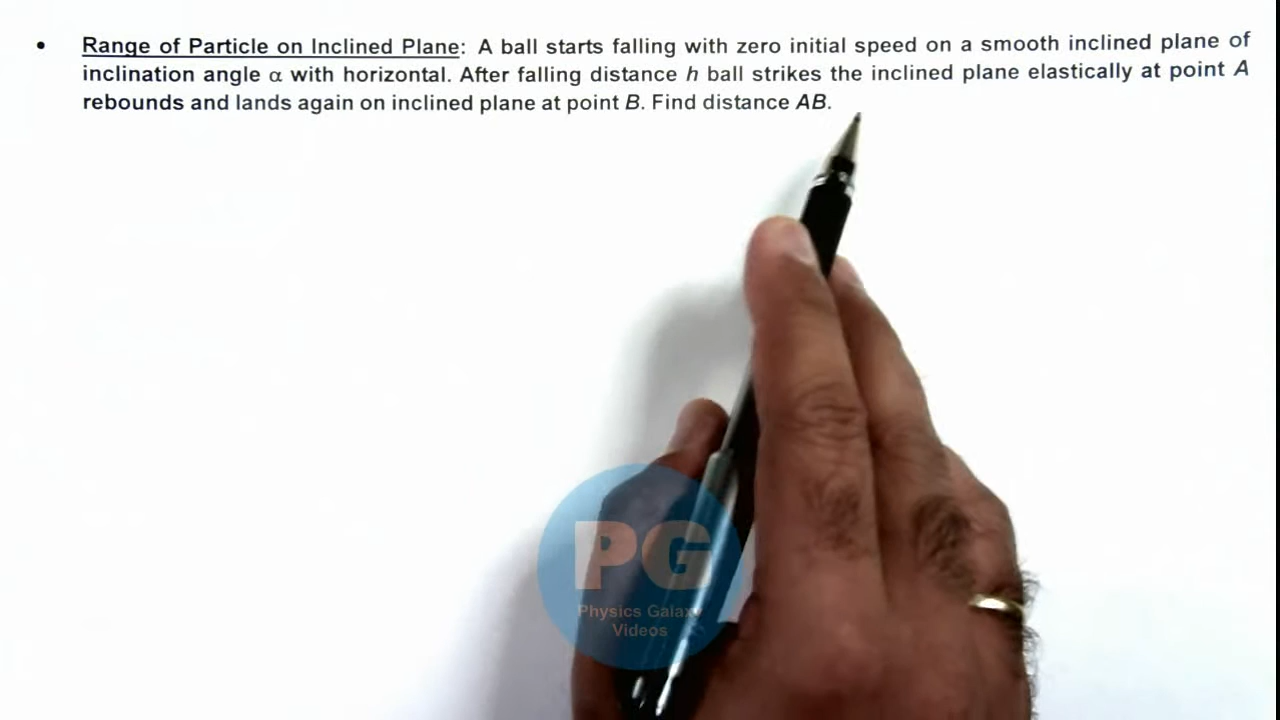 • Range of Particle on Inclined Plane: A ball starts falling with zero initial speed on a smooth inclined plane of
inclination angle α with horizontal. After falling distance h ball strikes the inclined plane elastically at point A
rebounds and lands again on inclined plane at point B. Find distance AB.
PG
Physics Galaxy
Videos